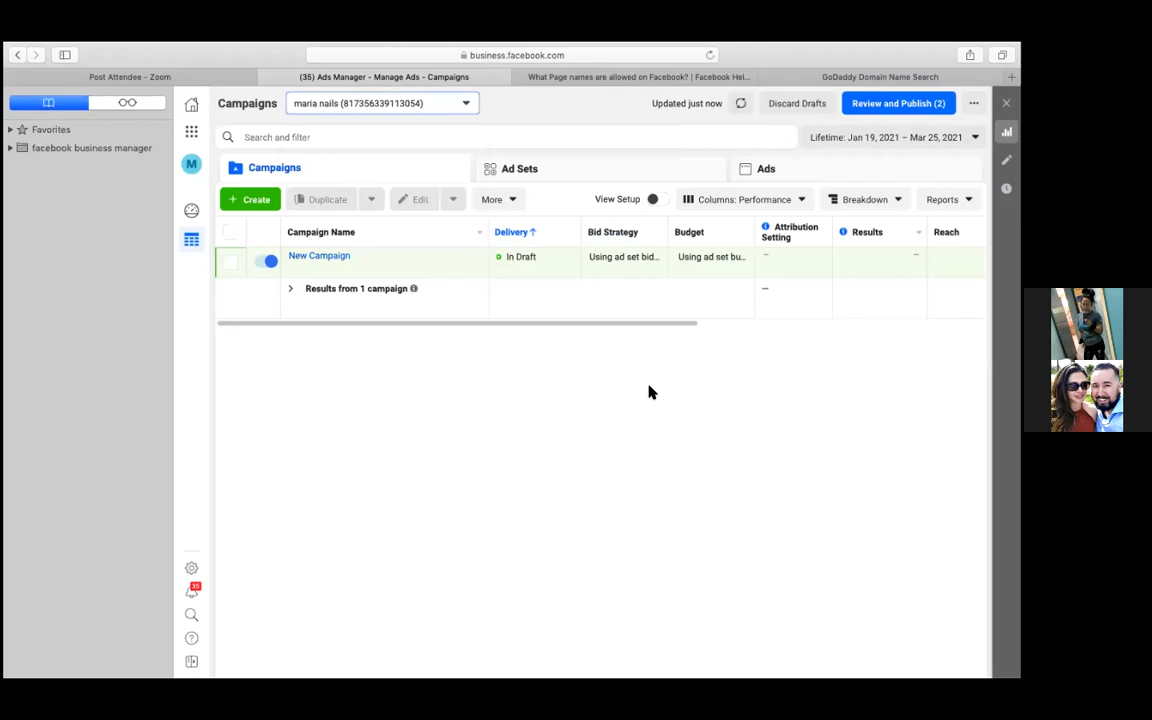 business.facebook.com
Post Attendee - Zoom
(35) Ads Manager - Manage Ads - Campaigns
What Page names are allowed on Facebook? | Facebook Hel...
GoDaddy Domain Name Search
Campaigns
maria nails (817356339113054)
Updated just now
Discard Drafts
Review and Publish (2)
Favorites
facebook business manager
Search and filter
Lifetime: Jan 19, 2021 – Mar 25, 2021
M
Campaigns
Ad Sets
Ads
+ Create
Duplicate
Edit
More
View Setup
Columns: Performance
Breakdown
Reports
Campaign Name
Delivery
Bid Strategy
Budget
Attribution
Setting
Results
Reach
New Campaign
In Draft
Using ad set bid...
Using ad set bu...
—
—
Results from 1 campaign
—
35